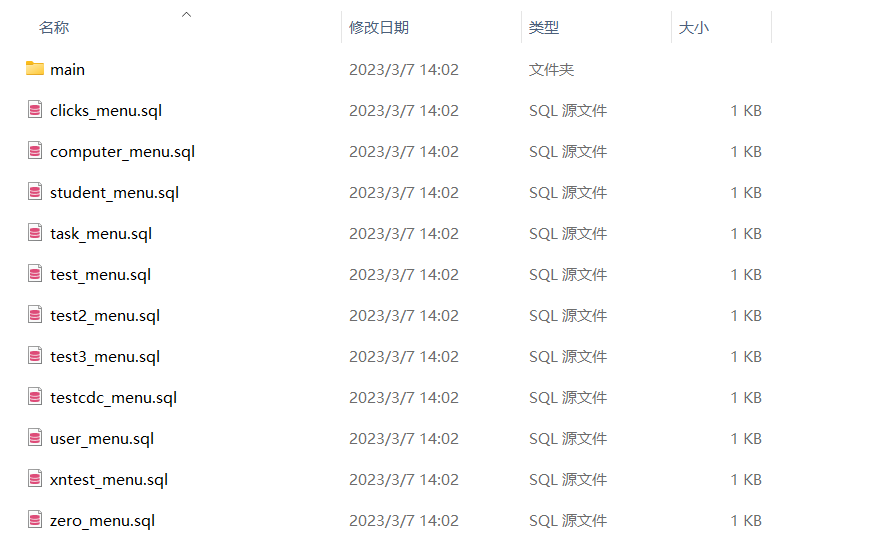 名称 修改日期 类型 大小
main 2023/3/7 14:02 文件夹
clicks_menu.sql 2023/3/7 14:02 SQL 源文件 1 KB
computer_menu.sql 2023/3/7 14:02 SQL 源文件 1 KB
student_menu.sql 2023/3/7 14:02 SQL 源文件 1 KB
task_menu.sql 2023/3/7 14:02 SQL 源文件 1 KB
test_menu.sql 2023/3/7 14:02 SQL 源文件 1 KB
test2_menu.sql 2023/3/7 14:02 SQL 源文件 1 KB
test3_menu.sql 2023/3/7 14:02 SQL 源文件 1 KB
testcdc_menu.sql 2023/3/7 14:02 SQL 源文件 1 KB
user_menu.sql 2023/3/7 14:02 SQL 源文件 1 KB
xntest_menu.sql 2023/3/7 14:02 SQL 源文件 1 KB
zero_menu.sql 2023/3/7 14:02 SQL 源文件 1 KB